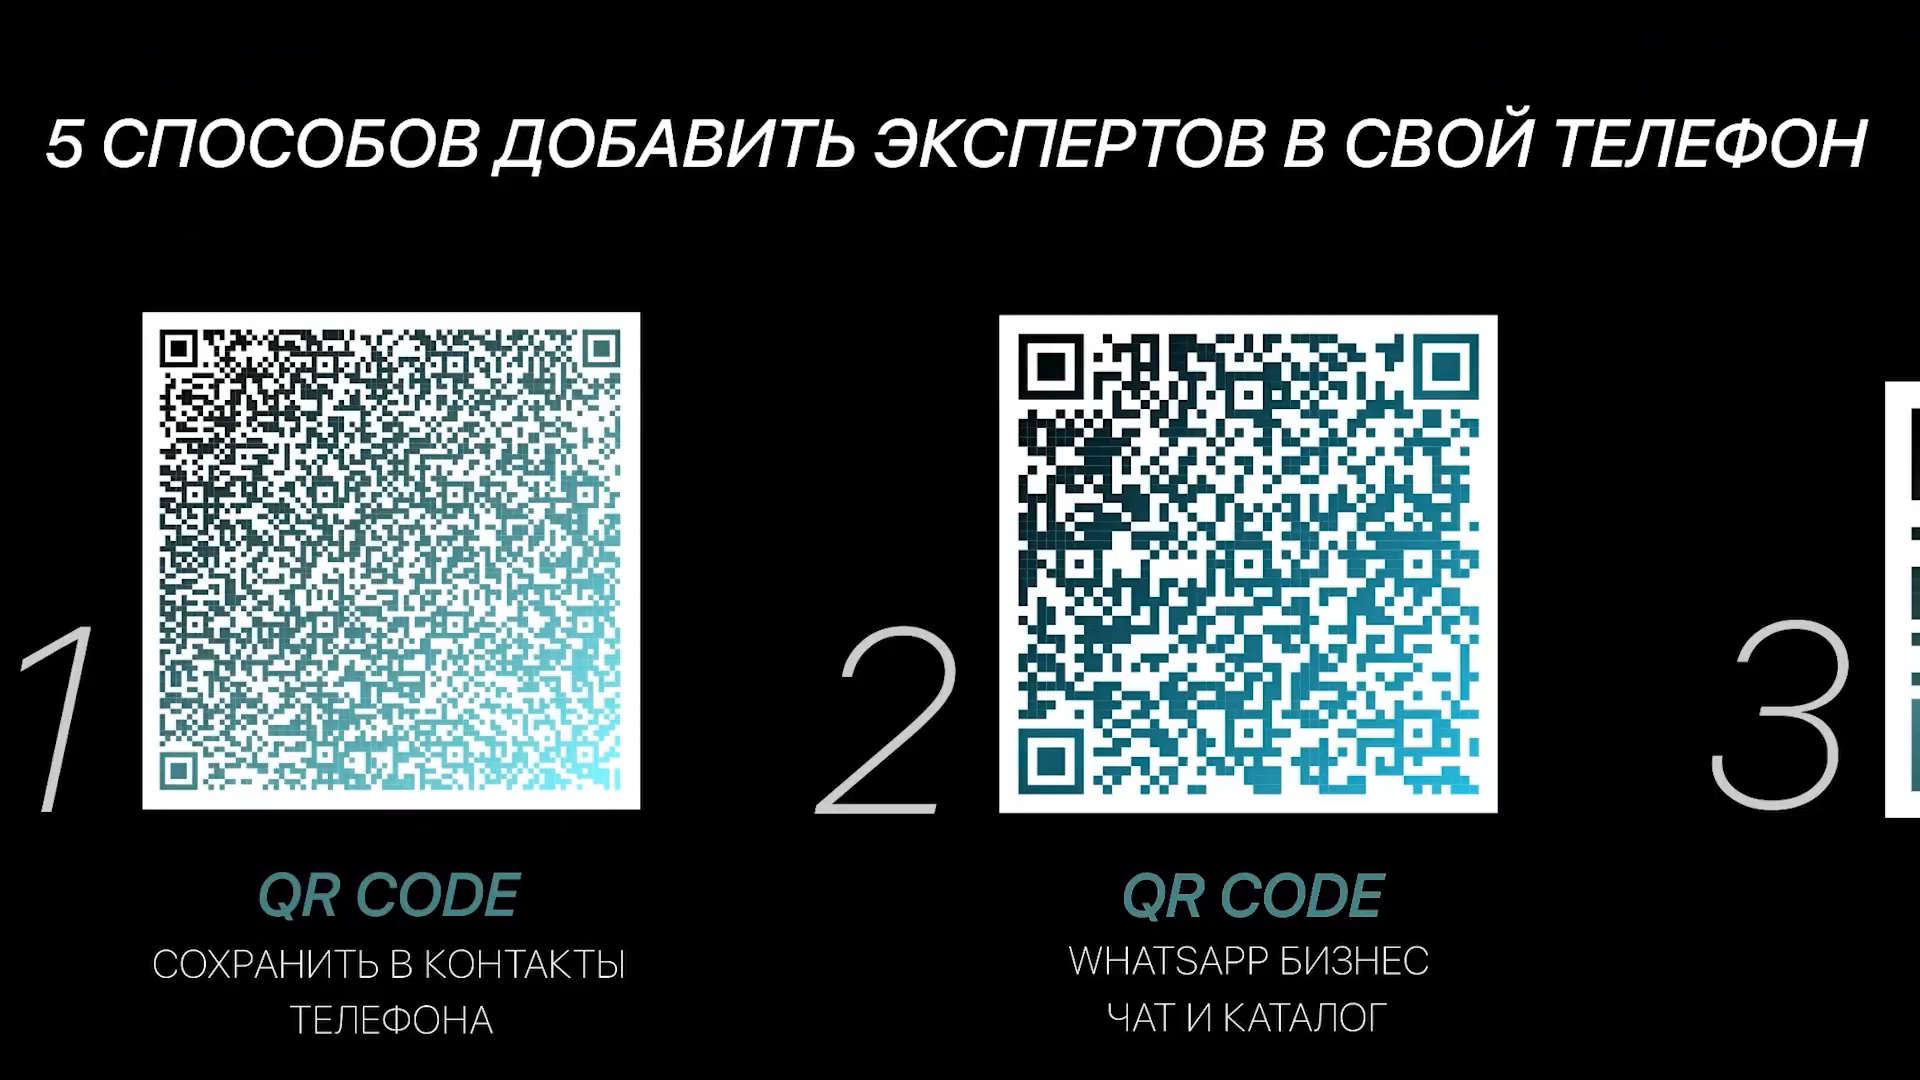 5 СПОСОБОВ ДОБАВИТЬ ЭКСПЕРТОВ В СВОЙ ТЕЛЕФОН
1
QR CODE
СОХРАНИТЬ В КОНТАКТЫ
ТЕЛЕФОНА
2
QR CODE
WHATSAPP БИЗНЕС
ЧАТ И КАТАЛОГ
3